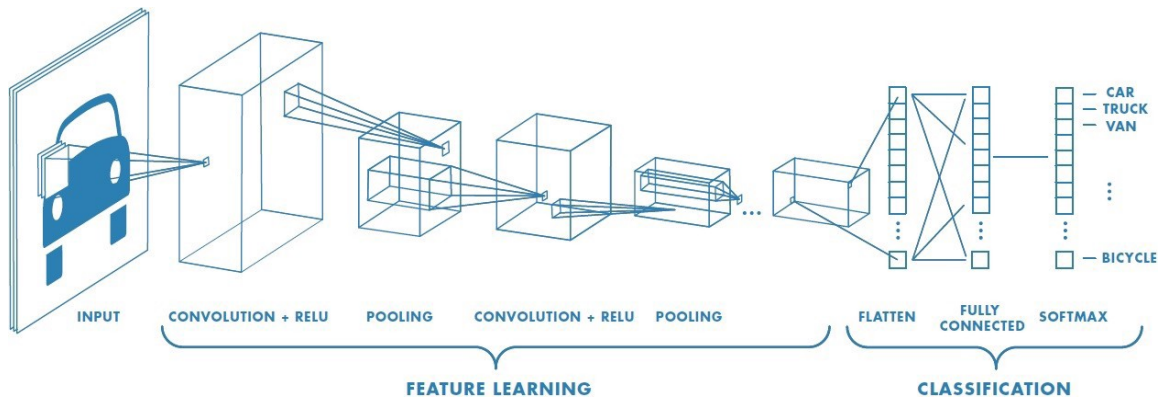 CAR
TRUCK
VAN
BICYCLE
INPUT
CONVOLUTION + RELU
POOLING
CONVOLUTION + RELU
POOLING
FLATTEN
FULLY
CONNECTED
SOFTMAX
FEATURE LEARNING
CLASSIFICATION